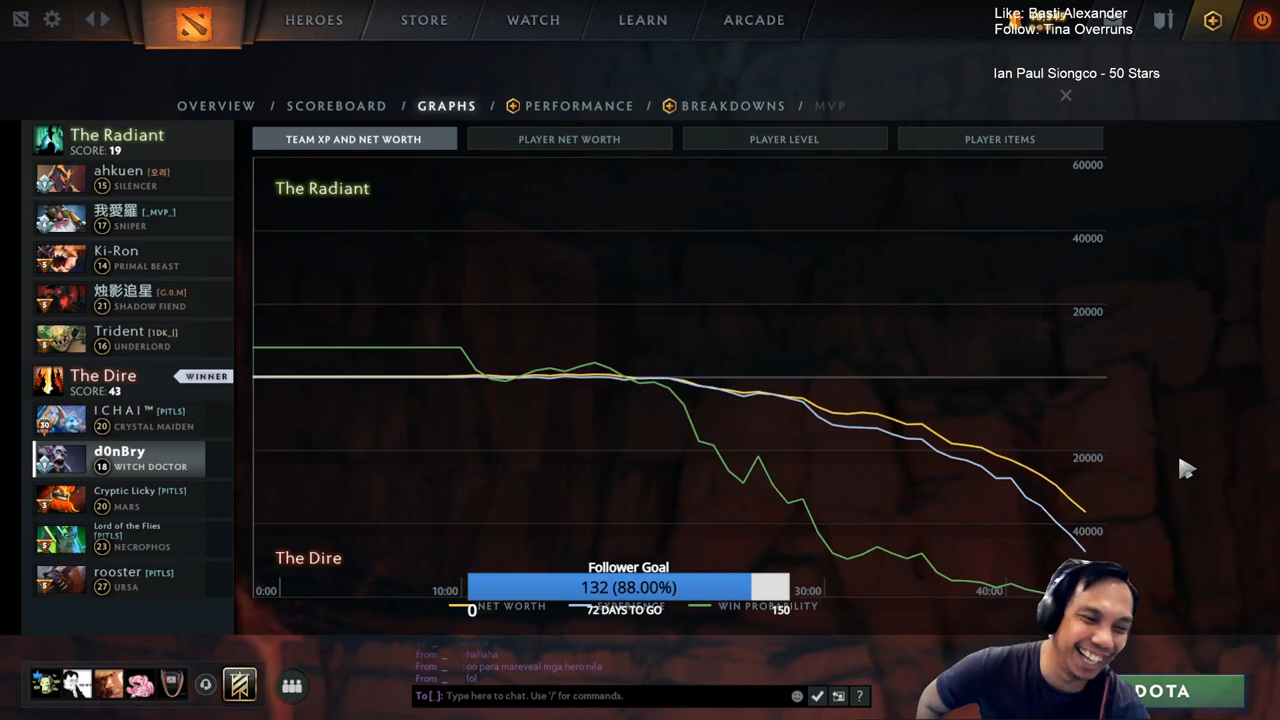 HEROES
STORE
WATCH
LEARN
ARCADE
Like: Basti Alexander
Follow: Tina Overruns
Ian Paul Siongco - 50 Stars
OVERVIEW / SCOREBOARD / GRAPHS / PERFORMANCE / BREAKDOWNS / MVP
TEAM XP AND NET WORTH
PLAYER NET WORTH
PLAYER LEVEL
PLAYER ITEMS
The Radiant
SCORE: 19
ahkuen [오리]
15 SILENCER
我愛羅 [_MVP_]
17 SNIPER
Ki-Ron
14 PRIMAL BEAST
烛影追星 [G.0.M]
21 SHADOW FIEND
Trident [1DK_|]
16 UNDERLORD
The Dire
SCORE: 43
WINNER
I C H A I ™ [PITLS]
20 CRYSTAL MAIDEN
d0nBry
18 WITCH DOCTOR
Cryptic Licky [PITLS]
20 MARS
Lord of the Flies
[PITLS]
23 NECROPHOS
rooster [PITLS]
27 URSA
The Radiant
60000
40000
20000
20000
40000
The Dire
0:00
10:00
30:00
40:00
Follower Goal
132 (88.00%)
0
72 DAYS TO GO
150
NET WORTH
EXPERIENCE
WIN PROBABILITY
From _ : hahaha
From _ : oo para mareveal mga hero nila
From _ : lol
To [_]: Type here to chat. Use '/' for commands.
?
DOTA